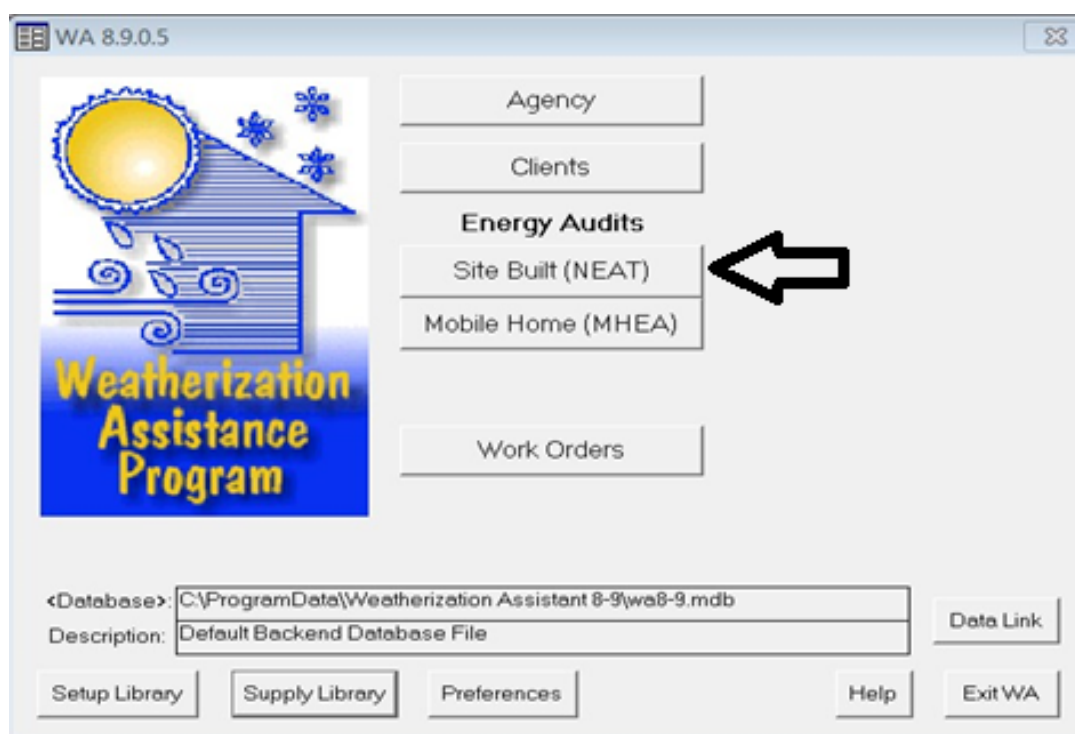 WA 8.9.0.5
Agency
Clients
Energy Audits
Site Built (NEAT)
Mobile Home (MHEA)
Work Orders
Weatherization
Assistance
Program
<Database>: C:\ProgramData\Weatherization Assistant 8-9\wa8-9.mdb
Description: Default Backend Database File
Data Link
Setup Library Supply Library Preferences Help Exit WA